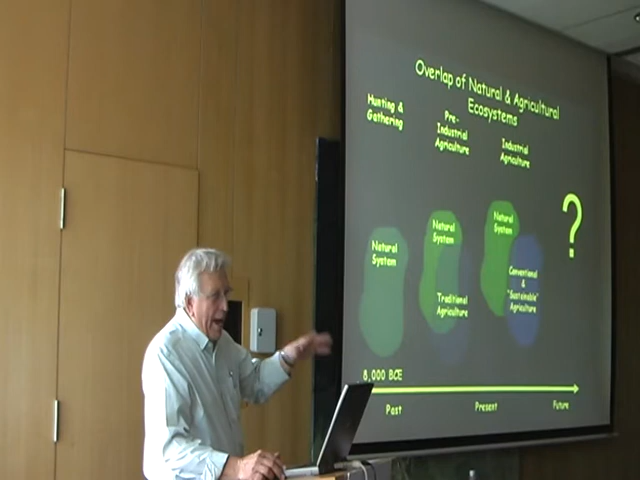 Overlap of Natural & Agricultural
Ecosystems
Hunting &
Gathering
Pre-
Industrial
Agriculture
Industrial
Agriculture
?
Natural
System
Natural
System
Traditional
Agriculture
Natural
System
Conventional
&
"Sustainable"
Agriculture
8,000 BCE
Past
Present
Future